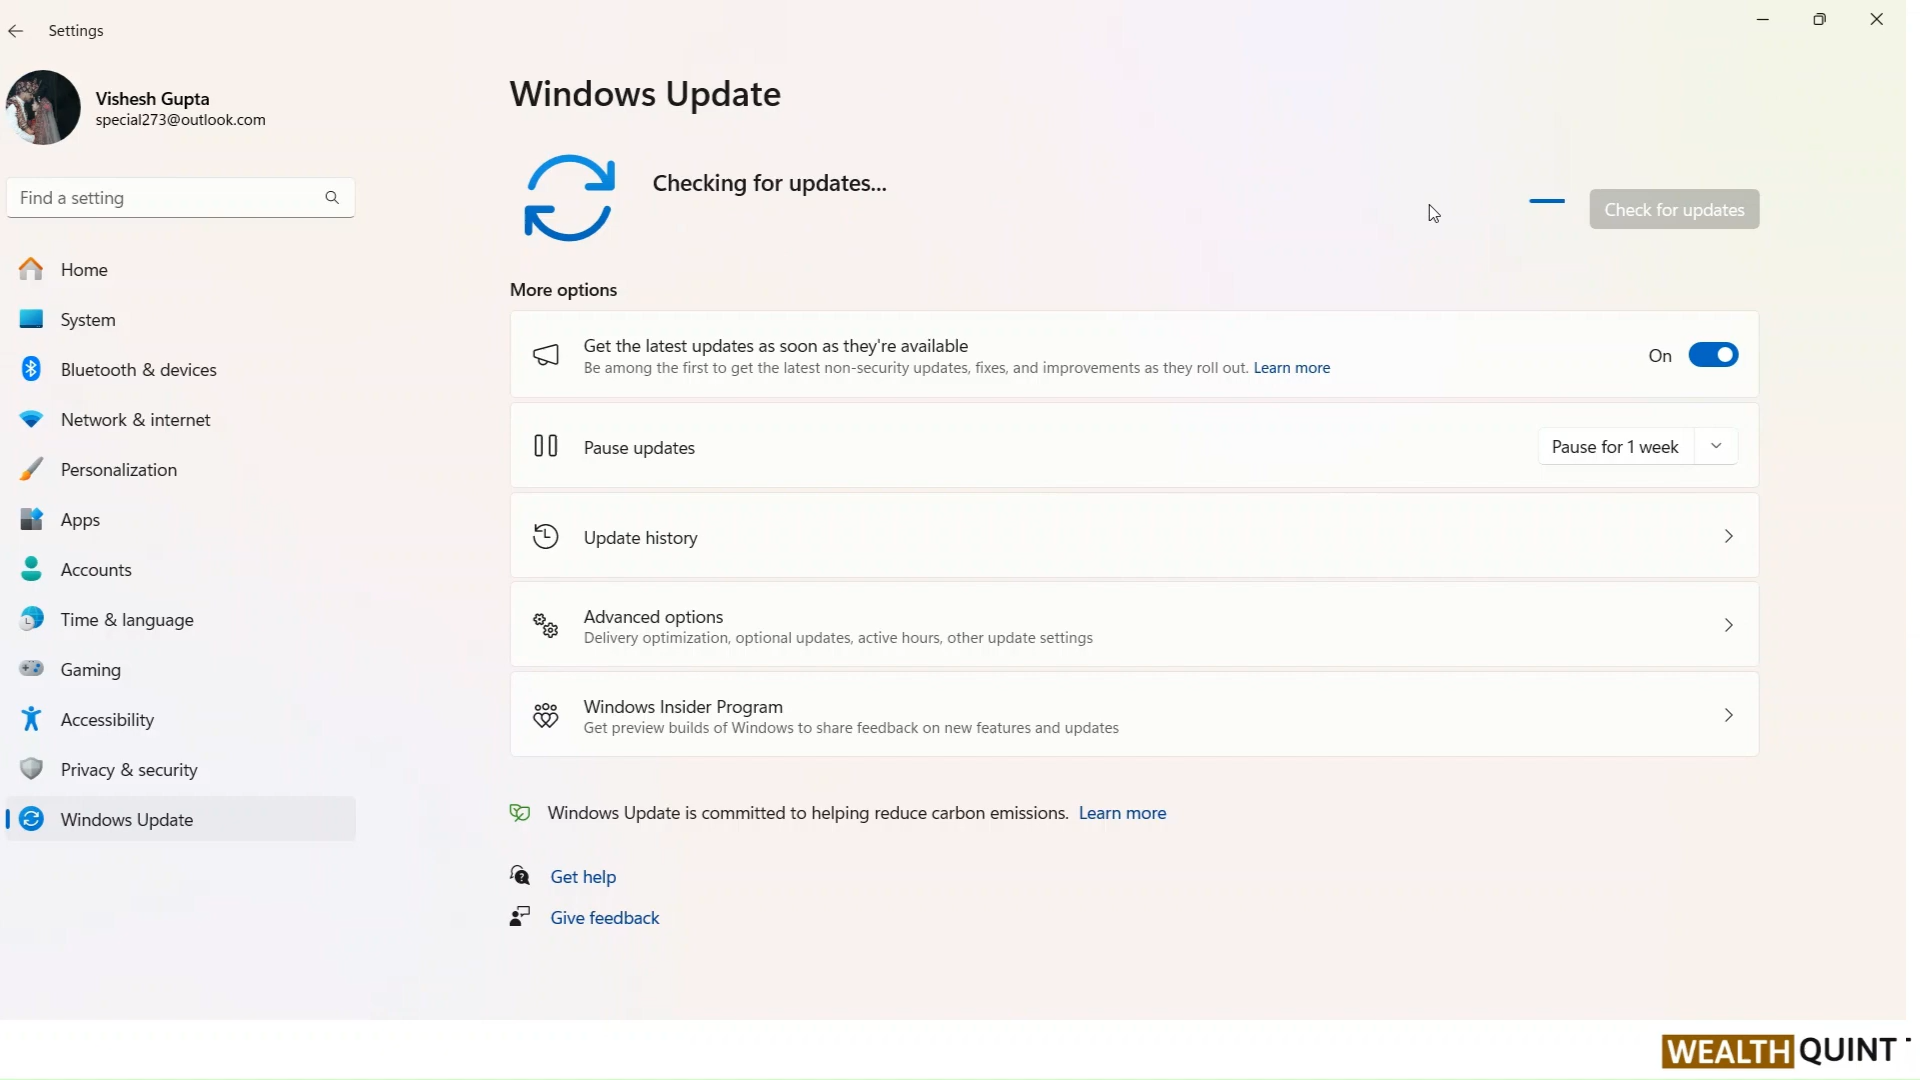 Settings
Vishesh Gupta
special273@outlook.com
Find a setting
Home
System
Bluetooth & devices
Network & internet
Personalization
Apps
Accounts
Time & language
Gaming
Accessibility
Privacy & security
Windows Update
Windows Update
Checking for updates...
Check for updates
More options
Get the latest updates as soon as they're available
Be among the first to get the latest non-security updates, fixes, and improvements as they roll out. Learn more
On
Pause updates
Pause for 1 week
Update history
Advanced options
Delivery optimization, optional updates, active hours, other update settings
Windows Insider Program
Get preview builds of Windows to share feedback on new features and updates
Windows Update is committed to helping reduce carbon emissions. Learn more
Get help
Give feedback
WEALTH QUINT